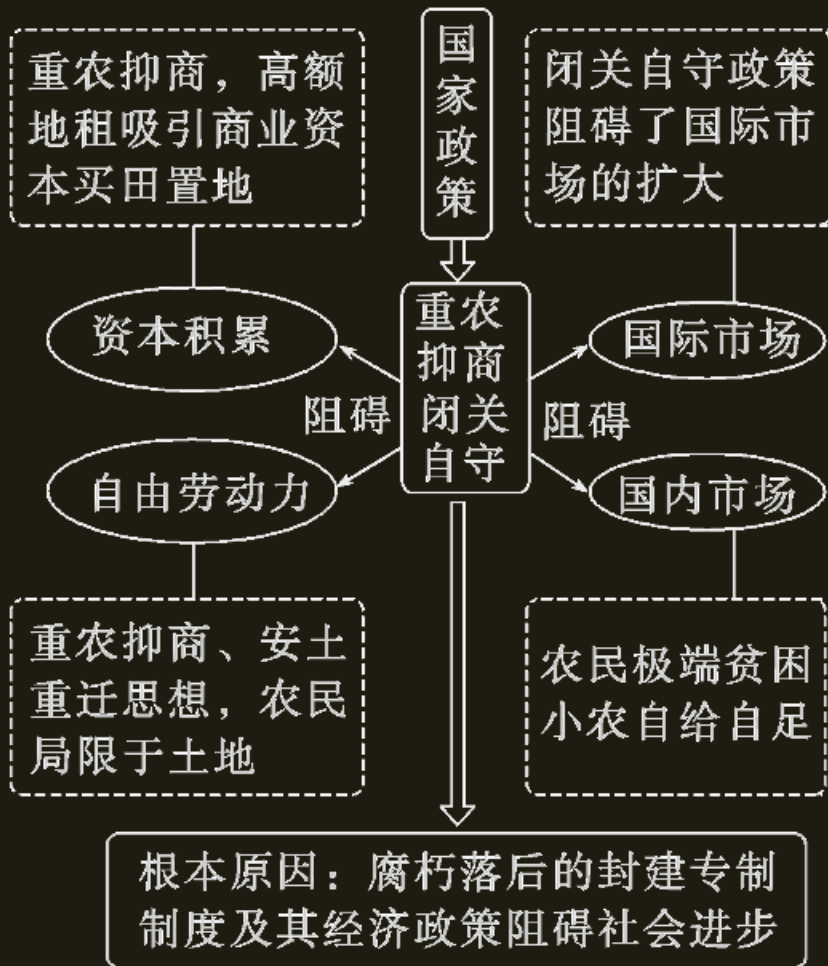 重农抑商，高额
地租吸引商业资
本买田置地
国
家
政
策
闭关自守政策
阻碍了国际市
场的扩大
资本积累
重农
抑商
闭关
自守
国际市场
阻碍
阻碍
自由劳动力
国内市场
重农抑商、安土
重迁思想，农民
局限于土地
农民极端贫困
小农自给自足
根本原因：腐朽落后的封建专制
制度及其经济政策阻碍社会进步